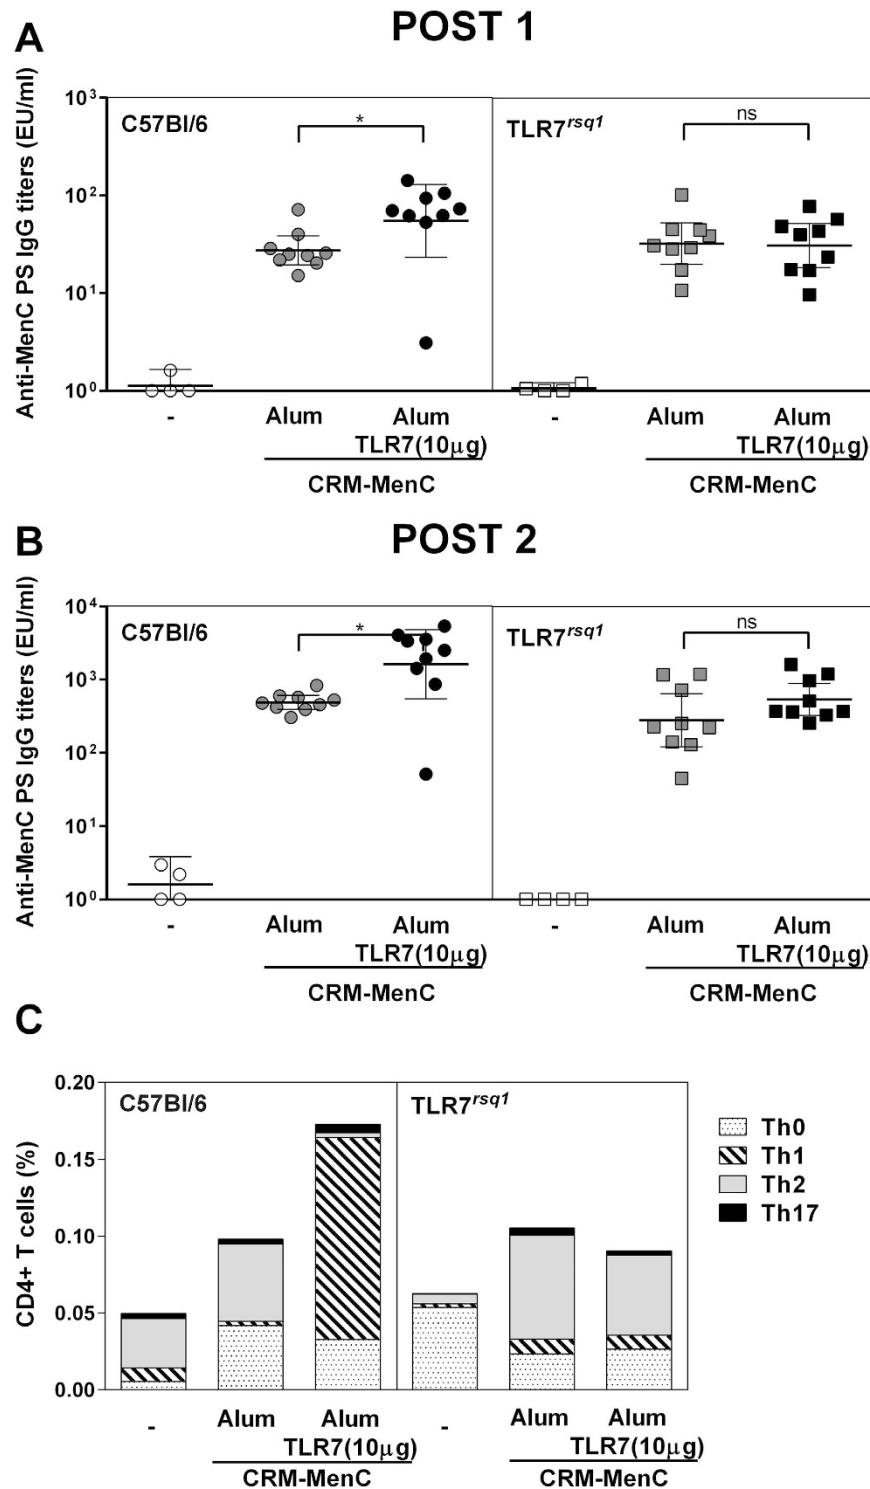 POST 1
A
Anti-MenC PS IgG titers (EU/ml)
10³
10²
10¹
10⁰
C57Bl/6
*
TLR7rsq1
ns
- Alum Alum - Alum Alum
TLR7(10μg) TLR7(10μg)
CRM-MenC CRM-MenC
POST 2
B
Anti-MenC PS IgG titers (EU/ml)
10⁴
10³
10²
10¹
10⁰
C57Bl/6
*
TLR7rsq1
ns
- Alum Alum - Alum Alum
TLR7(10μg) TLR7(10μg)
CRM-MenC CRM-MenC
C
CD4+ T cells (%)
0.20
0.15
0.10
0.05
0.00
C57Bl/6
TLR7rsq1
Th0
Th1
Th2
Th17
- Alum Alum - Alum Alum
TLR7(10μg) TLR7(10μg)
CRM-MenC CRM-MenC